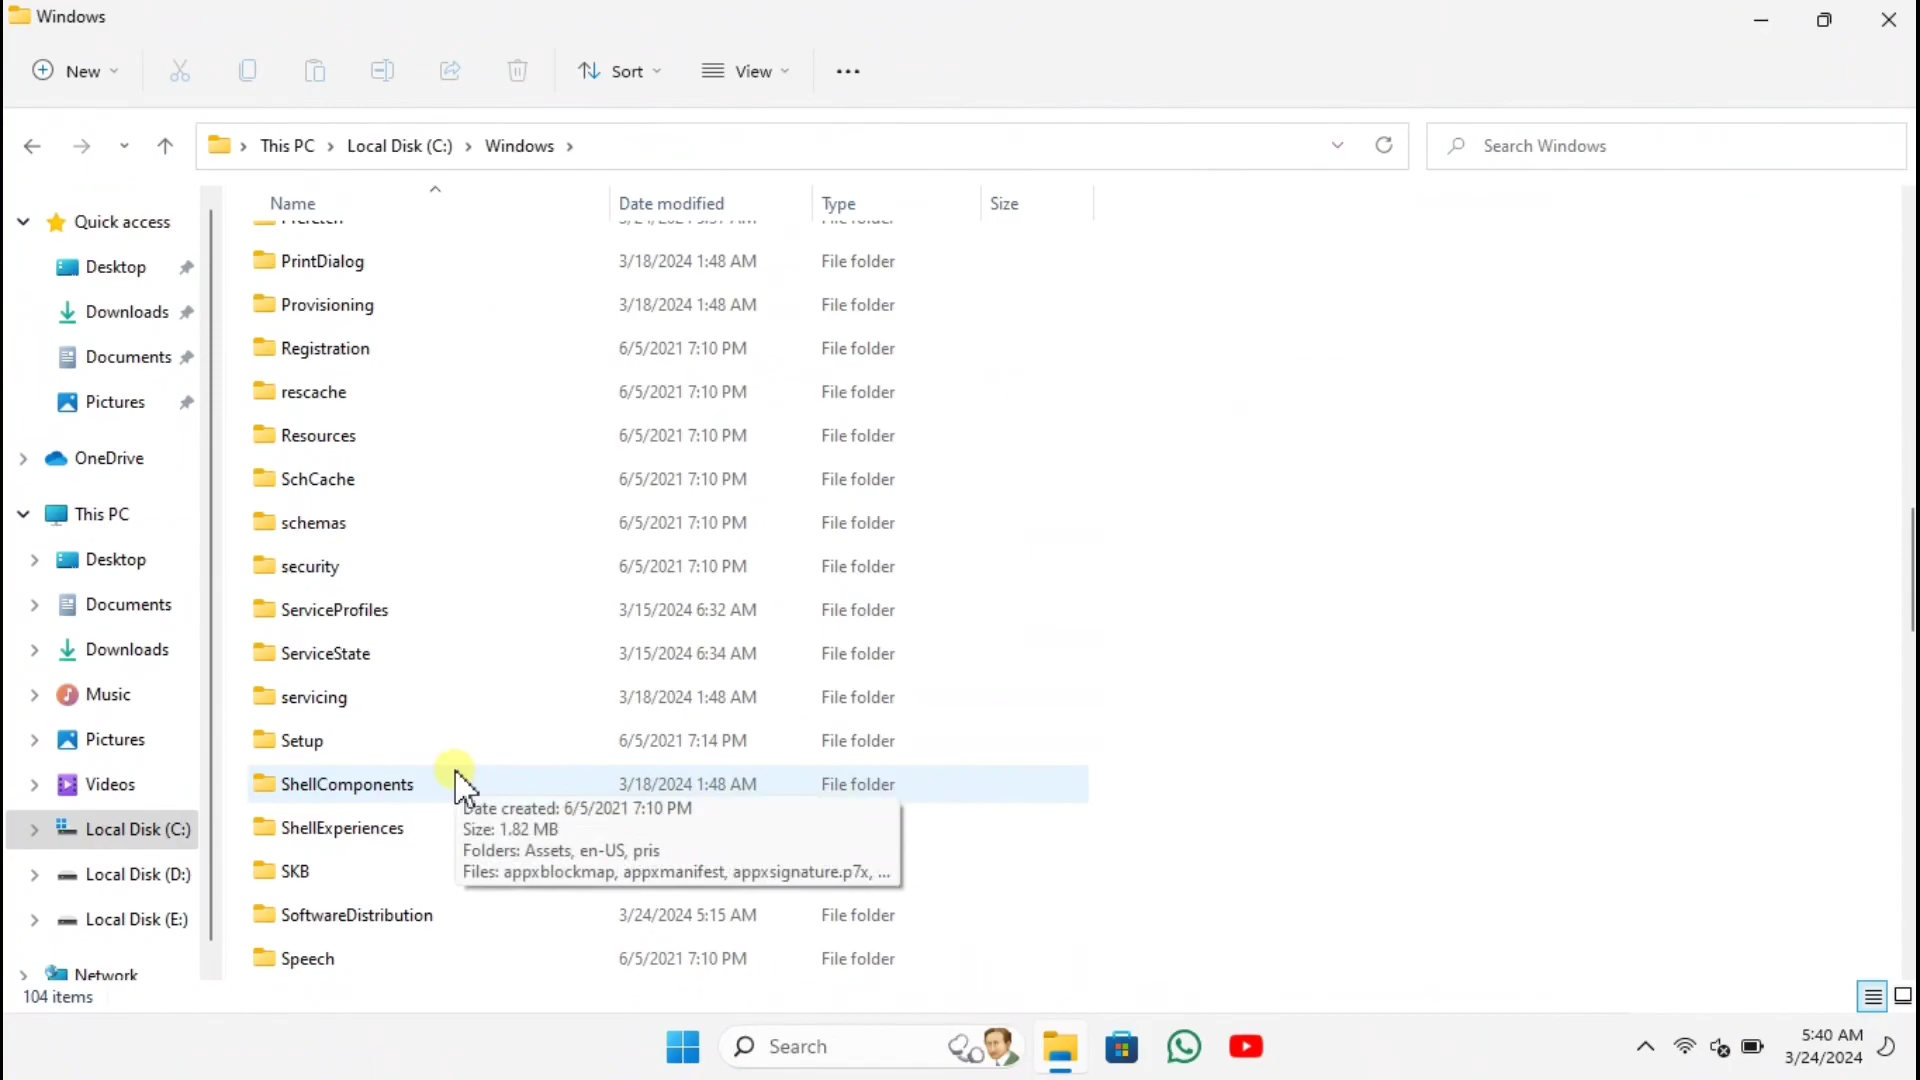 Windows
New
Sort
View
This PC
Local Disk (C:)
Windows
Search Windows
Name
Date modified
Type
Size
Quick access
Desktop
Downloads
Documents
Pictures
OneDrive
This PC
Desktop
Documents
Downloads
Music
Pictures
Videos
Local Disk (C:)
Local Disk (D:)
Local Disk (E:)
Network
PrintDialog 3/18/2024 1:48 AM File folder
Provisioning 3/18/2024 1:48 AM File folder
Registration 6/5/2021 7:10 PM File folder
rescache 6/5/2021 7:10 PM File folder
Resources 6/5/2021 7:10 PM File folder
SchCache 6/5/2021 7:10 PM File folder
schemas 6/5/2021 7:10 PM File folder
security 6/5/2021 7:10 PM File folder
ServiceProfiles 3/15/2024 6:32 AM File folder
ServiceState 3/15/2024 6:34 AM File folder
servicing 3/18/2024 1:48 AM File folder
Setup 6/5/2021 7:14 PM File folder
ShellComponents 3/18/2024 1:48 AM File folder
ShellExperiences
SKB
SoftwareDistribution 3/24/2024 5:15 AM File folder
Speech 6/5/2021 7:10 PM File folder
Date created: 6/5/2021 7:10 PM
Size: 1.82 MB
Folders: Assets, en-US, pris
Files: appxblockmap, appxmanifest, appxsignature.p7x, ...
104 items
Search
5:40 AM
3/24/2024